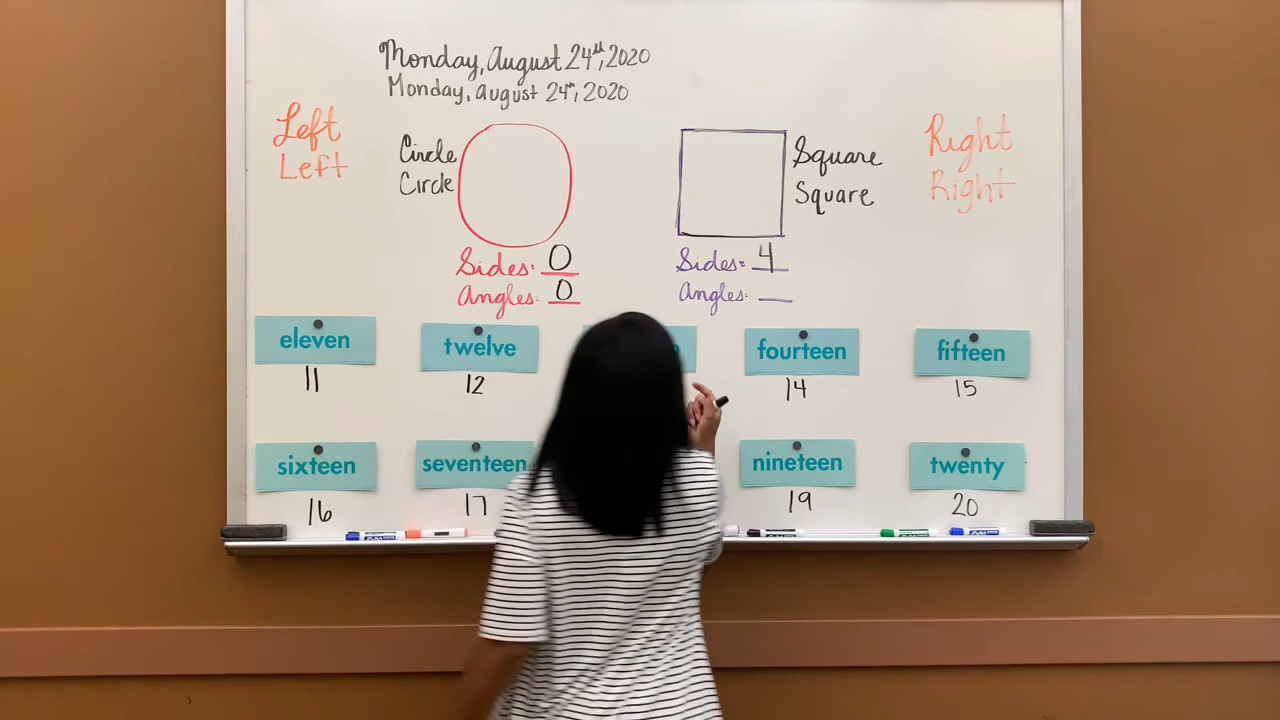 Monday, August 24th, 2020
Monday, August 24th, 2020
Left
Left
Circle
Circle
Square
Square
Right
Right
Sides: 0
Angles: 0
Sides= 4
Angles:
eleven
twelve
fourteen
fifteen
11
12
14
15
sixteen
seventeen
nineteen
twenty
16
17
19
20